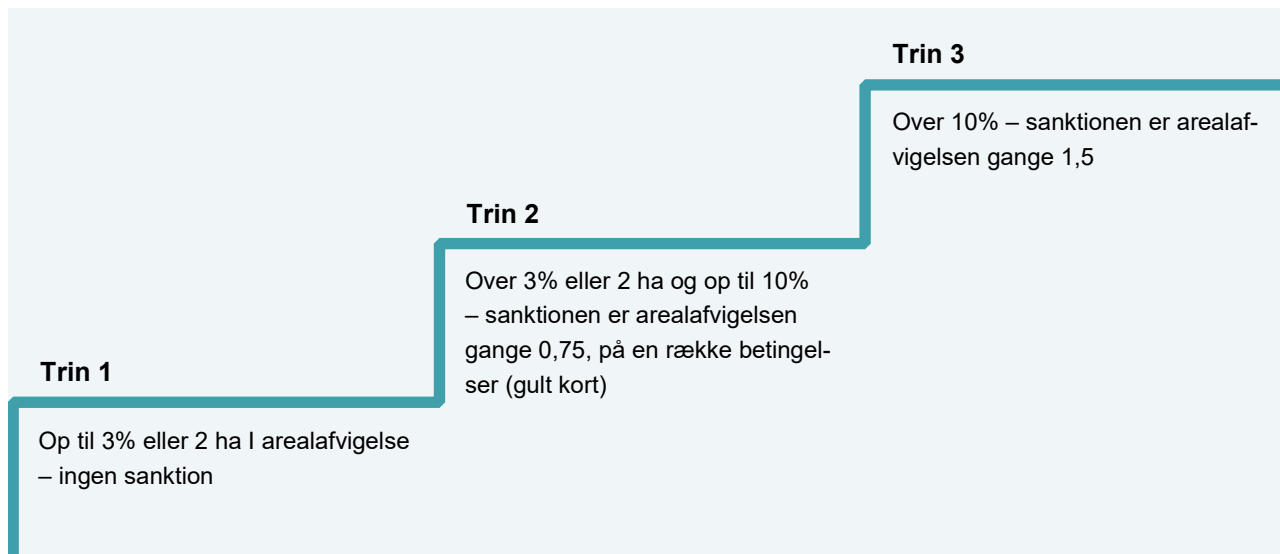 Trin 3
Over 10% – sanktionen er arealaf-
vigelsen gange 1,5
Trin 2
Over 3% eller 2 ha og op til 10%
– sanktionen er arealafvigelsen
gange 0,75, på en række betingel-
ser (gult kort)
Trin 1
Op til 3% eller 2 ha I arealafvigelse
– ingen sanktion